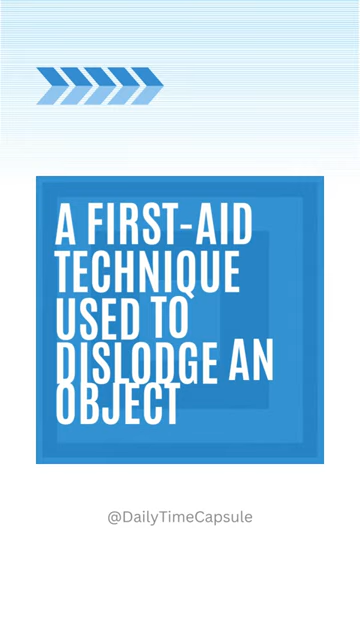 A FIRST-AID
TECHNIQUE
USED TO
DISLODGE AN
OBJECT
@DailyTimeCapsule